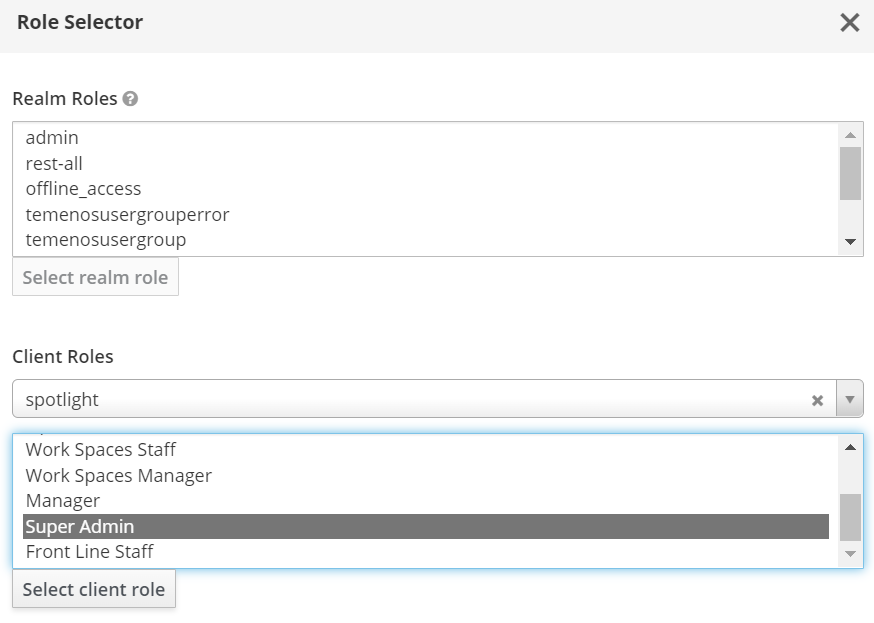 Role Selector
Realm Roles
admin
rest-all
offline_access
temenosusergrouperror
temenosusergroup
Select realm role
Client Roles
spotlight
Work Spaces Staff
Work Spaces Manager
Manager
Super Admin
Front Line Staff
Select client role